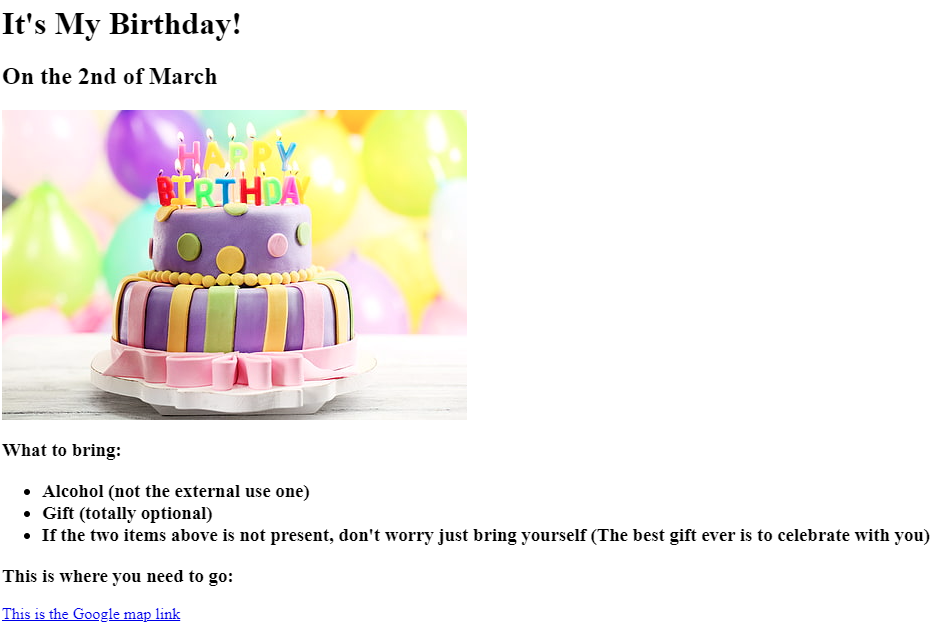 It's My Birthday!
On the 2nd of March
HAPPY
BIRTHDAY
What to bring:
Alcohol (not the external use one)
Gift (totally optional)
If the two items above is not present, don't worry just bring yourself (The best gift ever is to celebrate with you)
This is where you need to go:
This is the Google map link